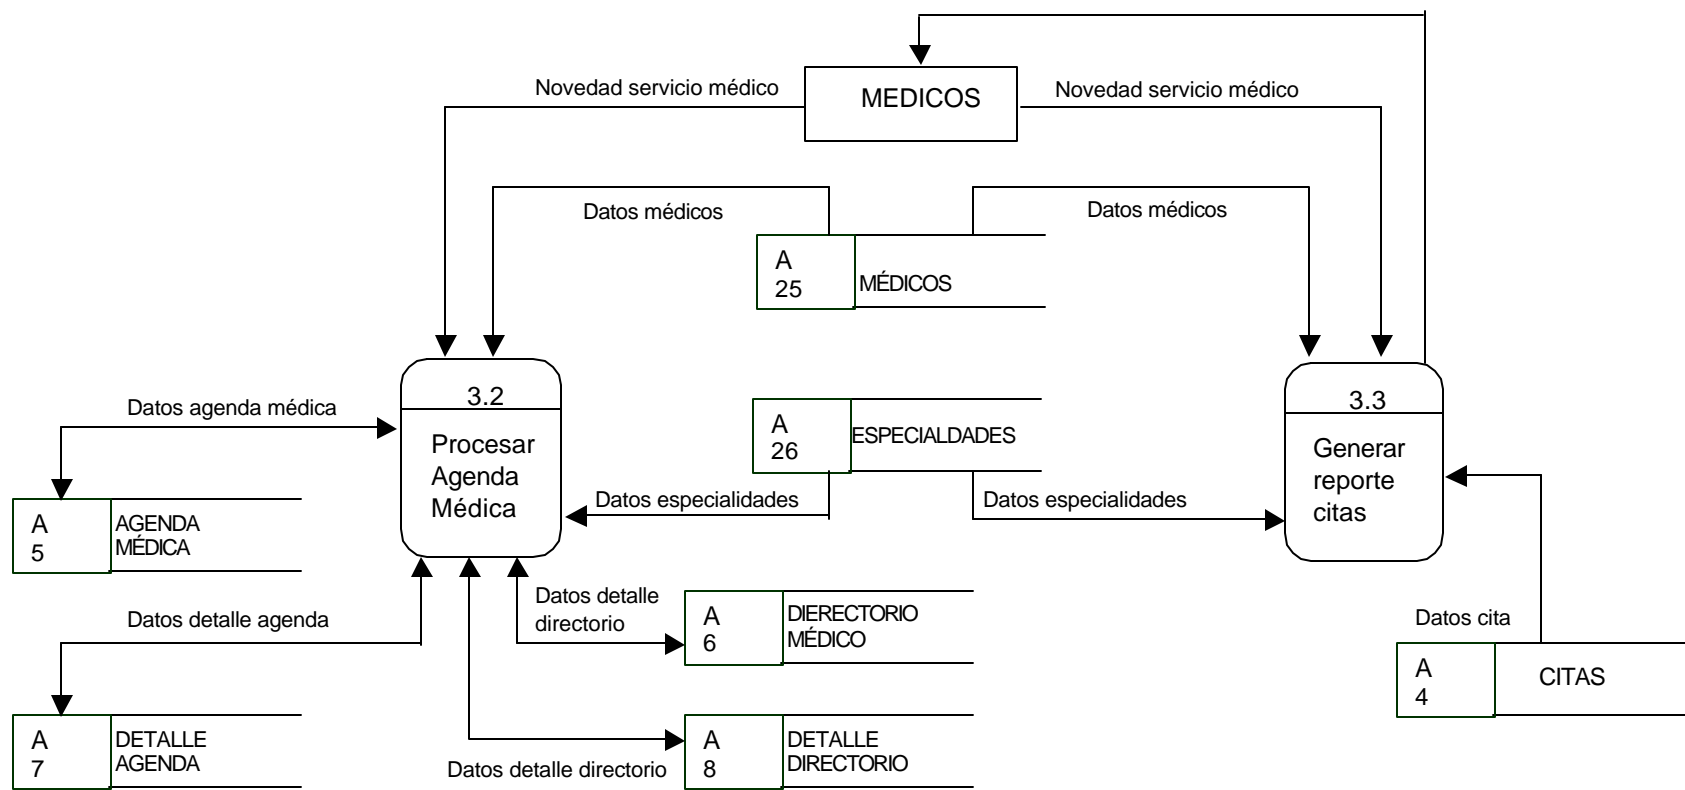 MEDICOS
Novedad servicio médico
Novedad servicio médico
Datos médicos
Datos médicos
A
25
MÉDICOS
3.2
Procesar
Agenda
Médica
3.3
Generar
reporte
citas
Datos agenda médica
A
26
ESPECIALDADES
Datos especialidades
Datos especialidades
A
5
AGENDA
MÉDICA
Datos detalle
directorio
A
6
DIERECTORIO
MÉDICO
Datos detalle agenda
Datos cita
A
4
CITAS
A
7
DETALLE
AGENDA
Datos detalle directorio
A
8
DETALLE
DIRECTORIO